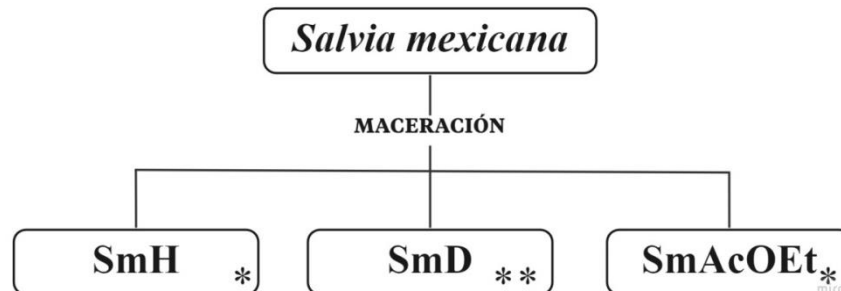 Salvia mexicana
MACERACIÓN
SmH *
SmD **
SmAcOEt *